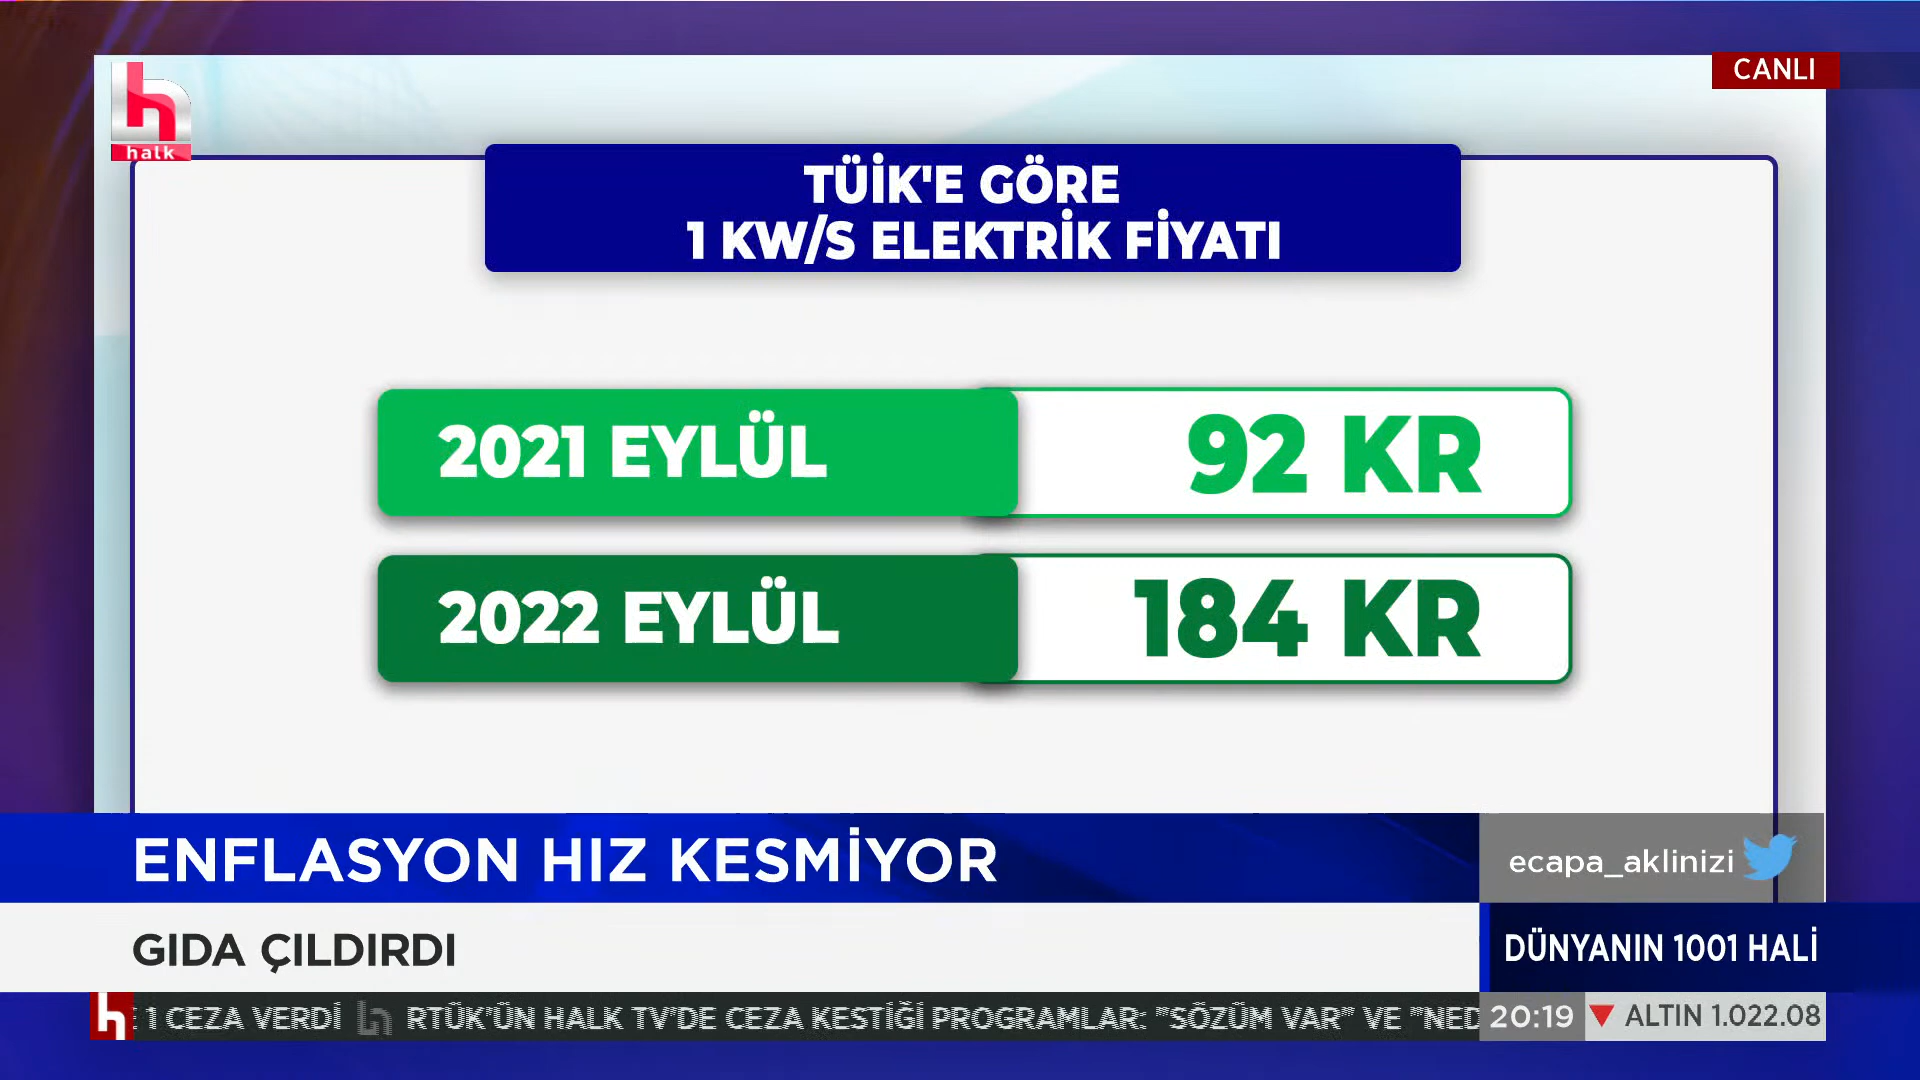 halk
CANLI
TÜİK'E GÖRE
1 KW/S ELEKTRİK FİYATI
2021 EYLÜL 92 KR
2022 EYLÜL 184 KR
ENFLASYON HIZ KESMİYOR
ecapa_aklinizi
GIDA ÇILDIRDI
DÜNYANIN 1001 HALİ
1 CEZA VERDİ RTÜK'ÜN HALK TV'DE CEZA KESTİĞİ PROGRAMLAR: "SÖZÜM VAR" VE "NED
20:19 ALTIN 1.022.08